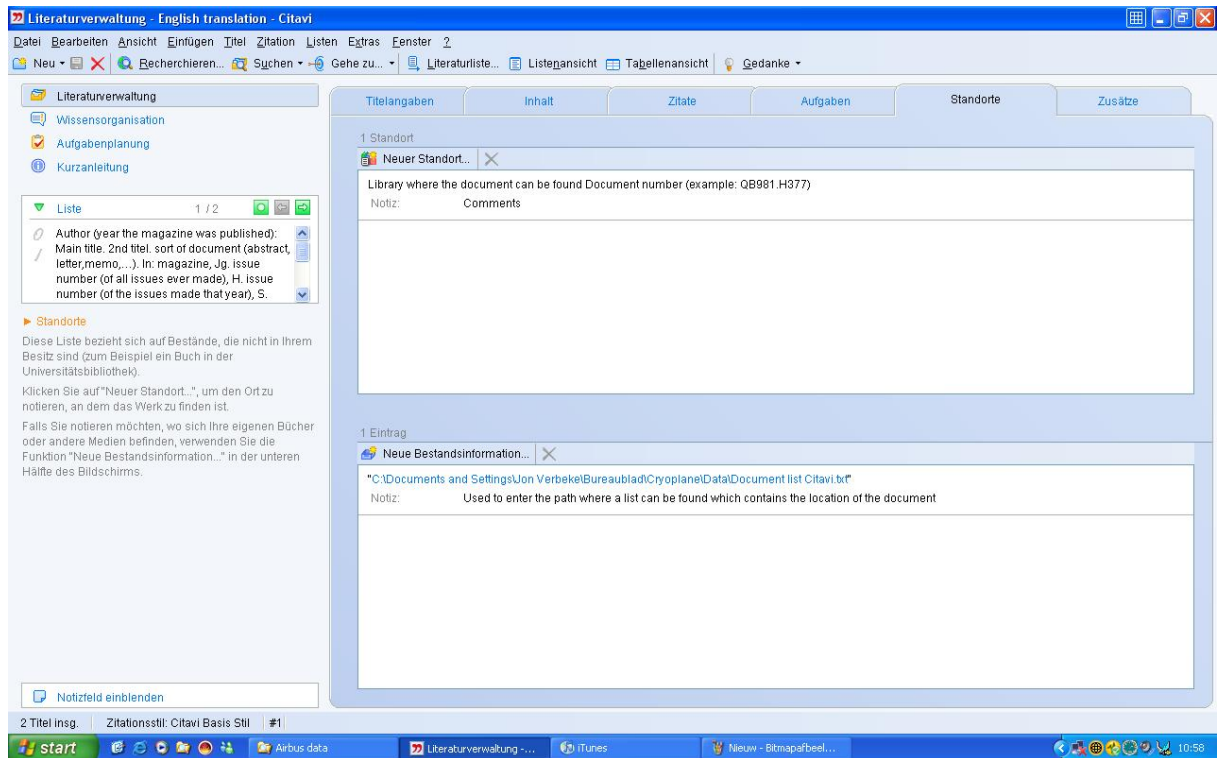 Literaturverwaltung - English translation - Citavi
Datei Bearbeiten Ansicht Einfügen Titel Zitation Listen Extras Fenster ?
Neu Recherchieren... Suchen Gehe zu... Literaturliste... Listenansicht Tabellenansicht Gedanke
Literaturverwaltung
Wissensorganisation
Aufgabenplanung
Kurzanleitung
Liste 1 / 2
Author (year the magazine was published):
Main title. 2nd titel. sort of document (abstract,
letter,memo,...). In: magazine, Jg. issue
number (of all issues ever made), H. issue
number (of the issues made that year), S.
Standorte
Diese Liste bezieht sich auf Bestände, die nicht in Ihrem
Besitz sind (zum Beispiel ein Buch in der
Universitätsbibliothek).
Klicken Sie auf "Neuer Standort...", um den Ort zu
notieren, an dem das Werk zu finden ist.
Falls Sie notieren möchten, wo sich Ihre eigenen Bücher
oder andere Medien befinden, verwenden Sie die
Funktion "Neue Bestandsinformation..." in der unteren
Hälfte des Bildschirms.
Notizfeld einblenden
Titelangaben Inhalt Zitate Aufgaben Standorte Zusätze
1 Standort
Neuer Standort...
Library where the document can be found Document number (example: QB981.H377)
Notiz: Comments
1 Eintrag
Neue Bestandsinformation...
"C:\Documents and Settings\Jon Verbeke\Bureaublad\Cryoplane\Data\Document list Citavi.txt"
Notiz: Used to enter the path where a list can be found which contains the location of the document
2 Titel insg. Zitationsstil: Citavi Basis Stil #1
start Airbus data Literaturverwaltung -... iTunes Nieuw - Bitmapafbeel... 10:58